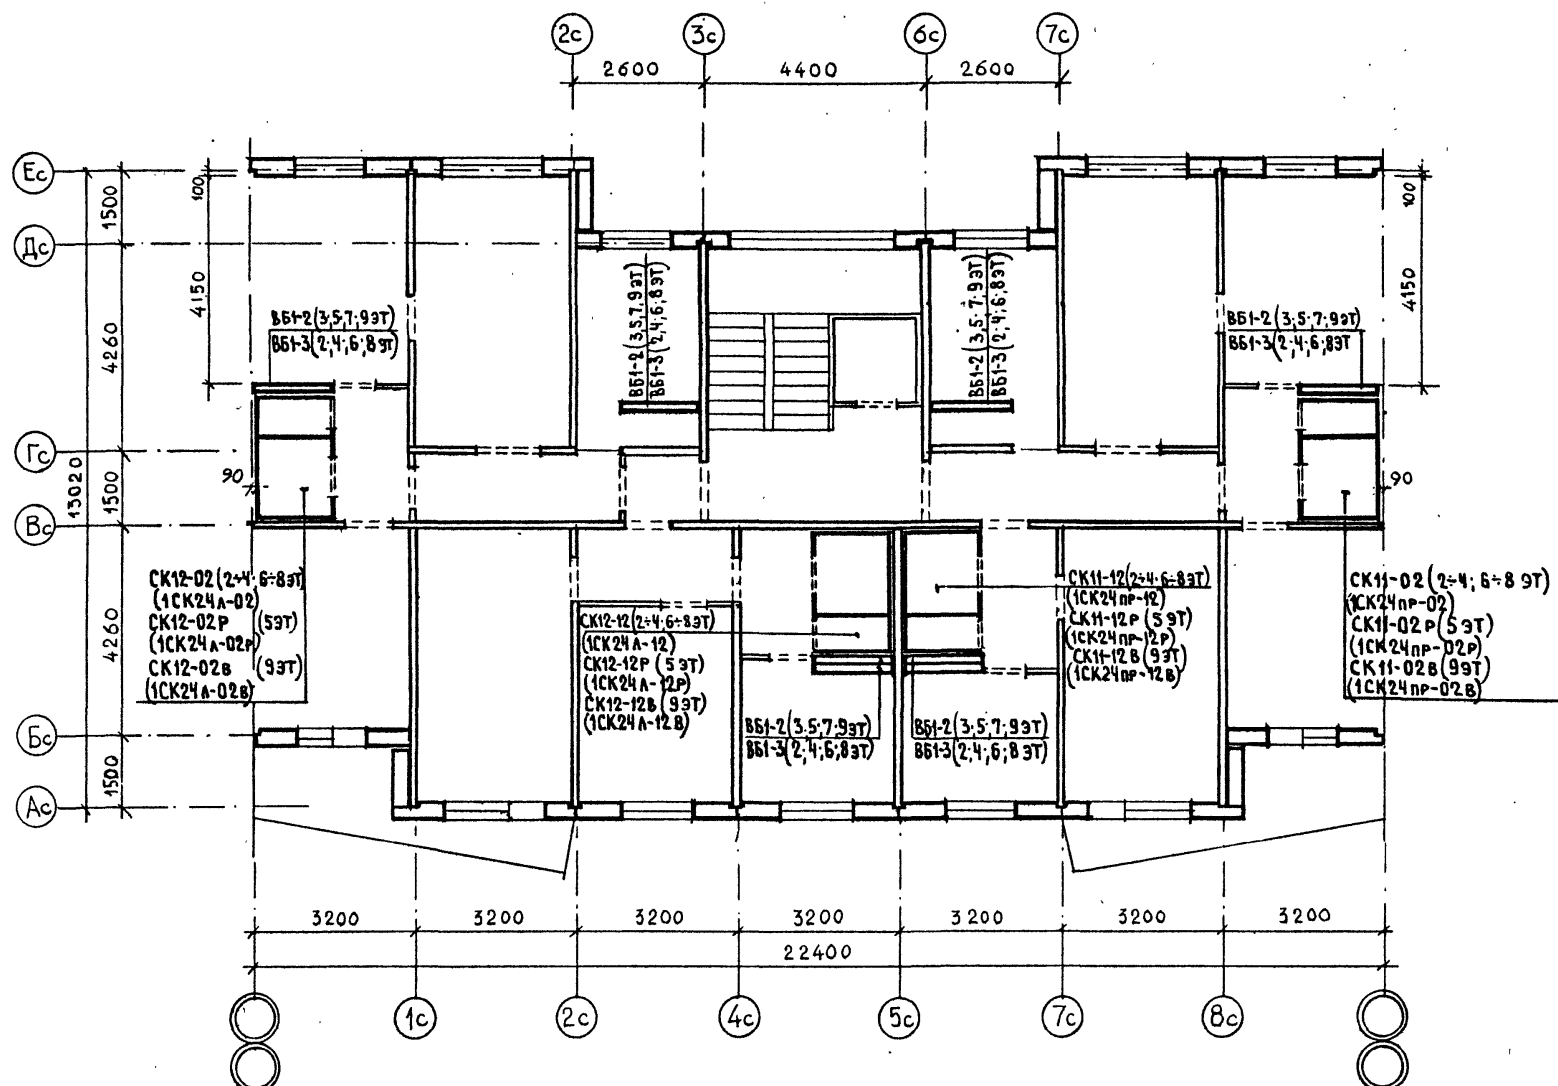 2с 3с 6с 7с
2600 4400 2600
Ес
Дс
Гс
Вс
Бс
Ас
13020
1500
4260
1500
4260
1500
100
4150
100
4150
90
90
ВБ1-2(3;5;7;9ЭТ)
ВБ1-3(2;4;6;8ЭТ)
ВБ1-2(3,5,7,9ЭТ)
ВБ1-3(2,4;6,8ЭТ)
ВБ1-2(3,5;7;9ЭТ)
ВБ1-3(2;4;6;8ЭТ)
ВБ1-2(3;5;7;9ЭТ)
ВБ1-3(2;4;6;8ЭТ
СК12-02(2÷4;6÷8ЭТ)
(1СК24Л-02)
СК12-02Р (5ЭТ)
(1СК24Л-02Р)
СК12-02В (9ЭТ)
(1СК24Л-02В)
СК12-12(2÷4;6÷8ЭТ)
(1СК24Л-12)
СК12-12Р (5ЭТ)
(1СК24Л-12Р)
СК12-12В (9ЭТ)
(1СК24Л-12В)
СК11-12(2÷4;6÷8ЭТ)
(1СК24ПР-12)
СК11-12Р (5ЭТ)
(1СК24ПР-12Р)
СК11-12В (9ЭТ)
(1СК24ПР-12В)
СК11-02(2÷4;6÷8ЭТ)
(1СК24ПР-02)
СК11-02Р(5ЭТ)
(1СК24ПР-02Р)
СК11-02В(9ЭТ)
(1СК24ПР-02В)
ВБ1-2(3;5;7;9ЭТ)
ВБ1-3(2;4;6;8ЭТ)
ВБ1-2(3;5;7;9ЭТ)
ВБ1-3(2;4;6;8ЭТ)
3200 3200 3200 3200 3200 3200 3200
22400
1с 2с 4с 5с 7с 8с